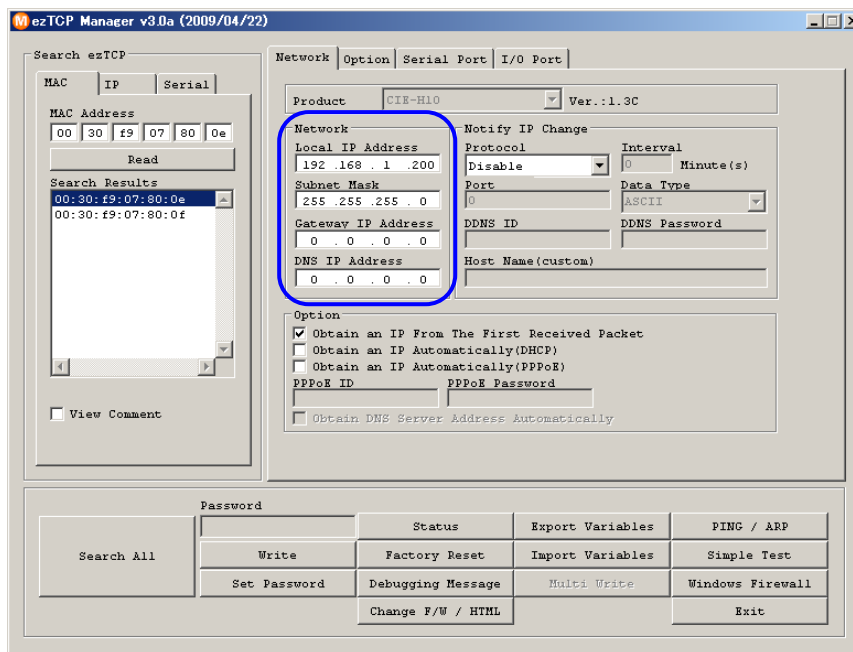 ezTCP Manager v3.0a (2009/04/22)
Search ezTCP
MAC IP Serial
MAC Address
00 30 f9 07 80 0e
Read
Search Results
00:30:f9:07:80:0e
00:30:f9:07:80:0f
View Comment
Network Option Serial Port I/O Port
Product CIE-H10 Ver.:1.3C
Network
Local IP Address
192 .168 . 1 .200
Subnet Mask
255 .255 .255 . 0
Gateway IP Address
0 . 0 . 0 . 0
DNS IP Address
0 . 0 . 0 . 0
Notify IP Change
Protocol Interval
Disable 0 Minute(s)
Port Data Type
0 ASCII
DDNS ID DDNS Password
Host Name(custom)
Option
Obtain an IP From The First Received Packet
Obtain an IP Automatically(DHCP)
Obtain an IP Automatically(PPPoE)
PPPoE ID PPPoE Password
Obtain DNS Server Address Automatically
Password
Status Export Variables PING / ARP
Search All Write Factory Reset Import Variables Simple Test
Set Password Debugging Message Multi Write Windows Firewall
Change F/W / HTML Exit